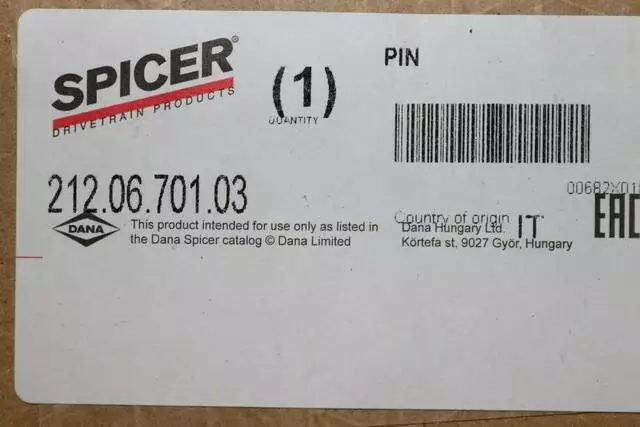 SPICER®
DRIVETRAIN PRODUCTS
(1)
QUANTITY
PIN
212.06.701.03
00682X01
DANA
This product intended for use only as listed in
the Dana Spicer catalog © Dana Limited
Country of origin IT
Dana Hungary Ltd.
Körtefa st, 9027 Győr, Hungary
EAC